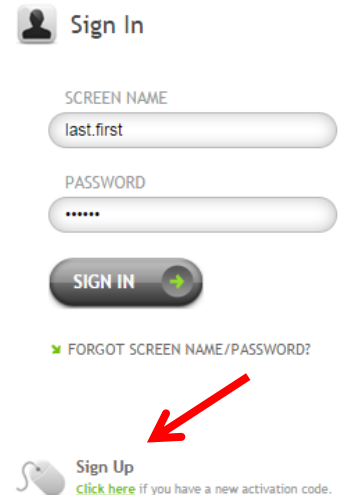 Sign In
SCREEN NAME
last.first
PASSWORD
••••••
SIGN IN
FORGOT SCREEN NAME/PASSWORD?
Sign Up
Click here if you have a new activation code.